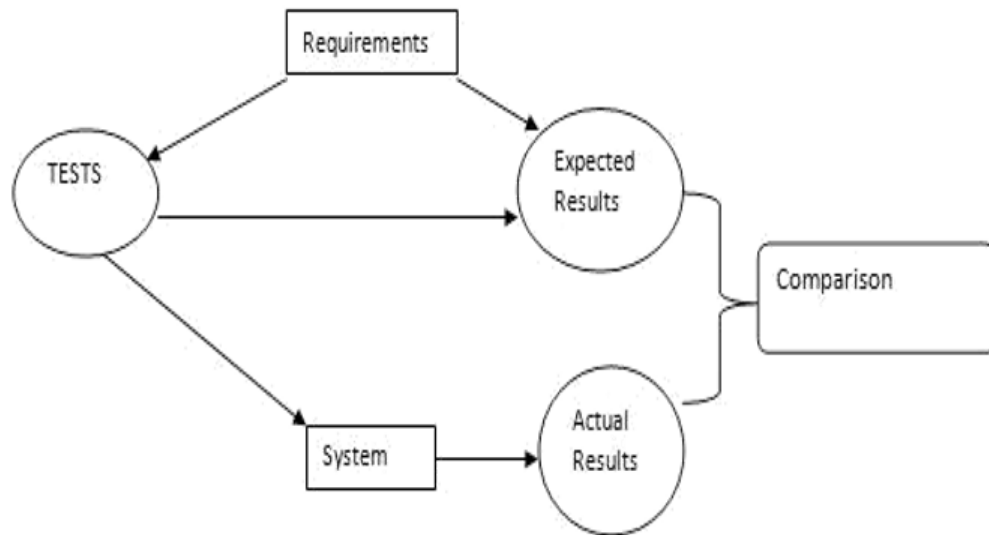 Requirements
TESTS
Expected
Results
Comparison
Actual
Results
System